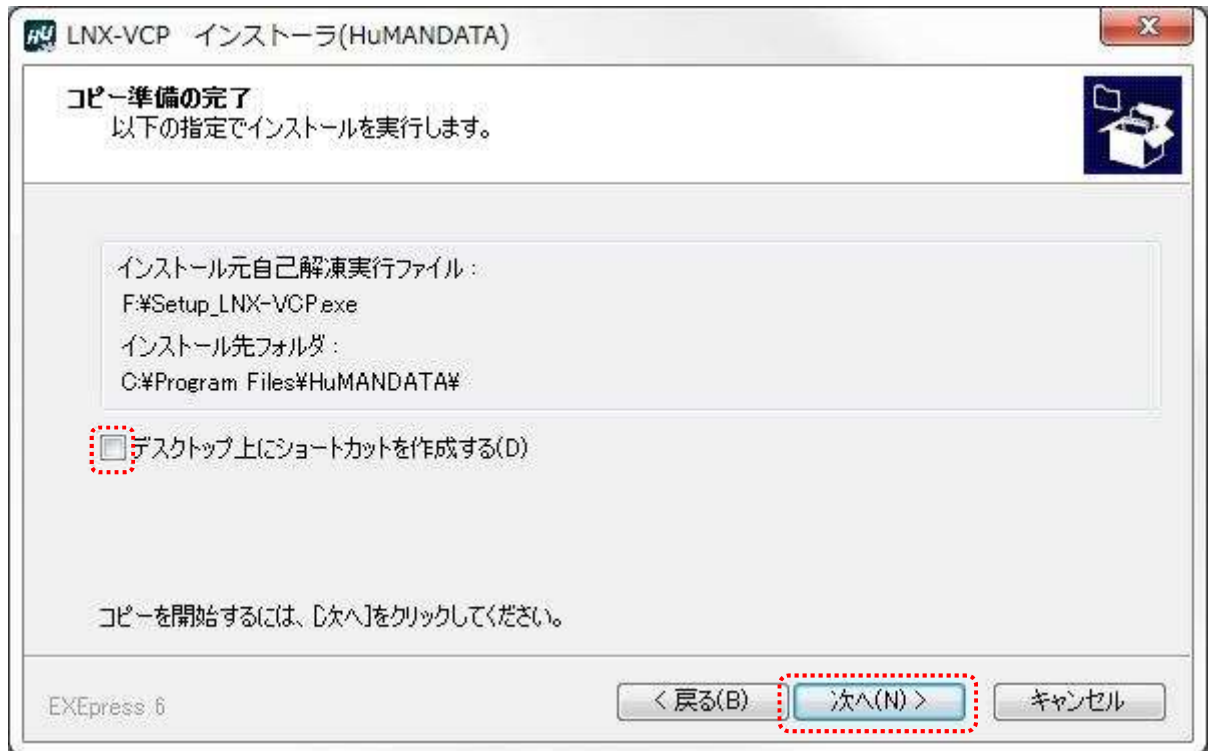 HU LNX-VCP インストーラ(HuMANDATA)
コピー準備の完了
以下の指定でインストールを実行します。
インストール元自己解凍実行ファイル :
F:¥Setup_LNX-VCP.exe
インストール先フォルダ :
C:¥Program Files¥HuMANDATA¥
デスクトップ上にショートカットを作成する(D)
コピーを開始するには、[次へ]をクリックしてください。
EXEpress 6
< 戻る(B) 次へ(N) > キャンセル